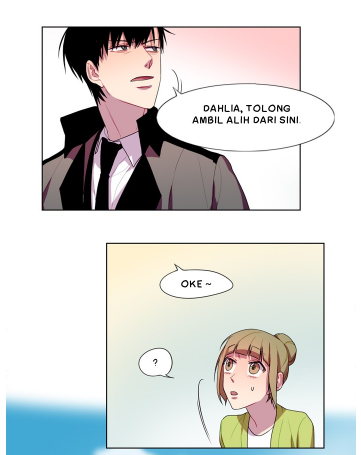 DAHLIA, TOLONG
AMBIL ALIH DARI SINI.
OKE ~
?